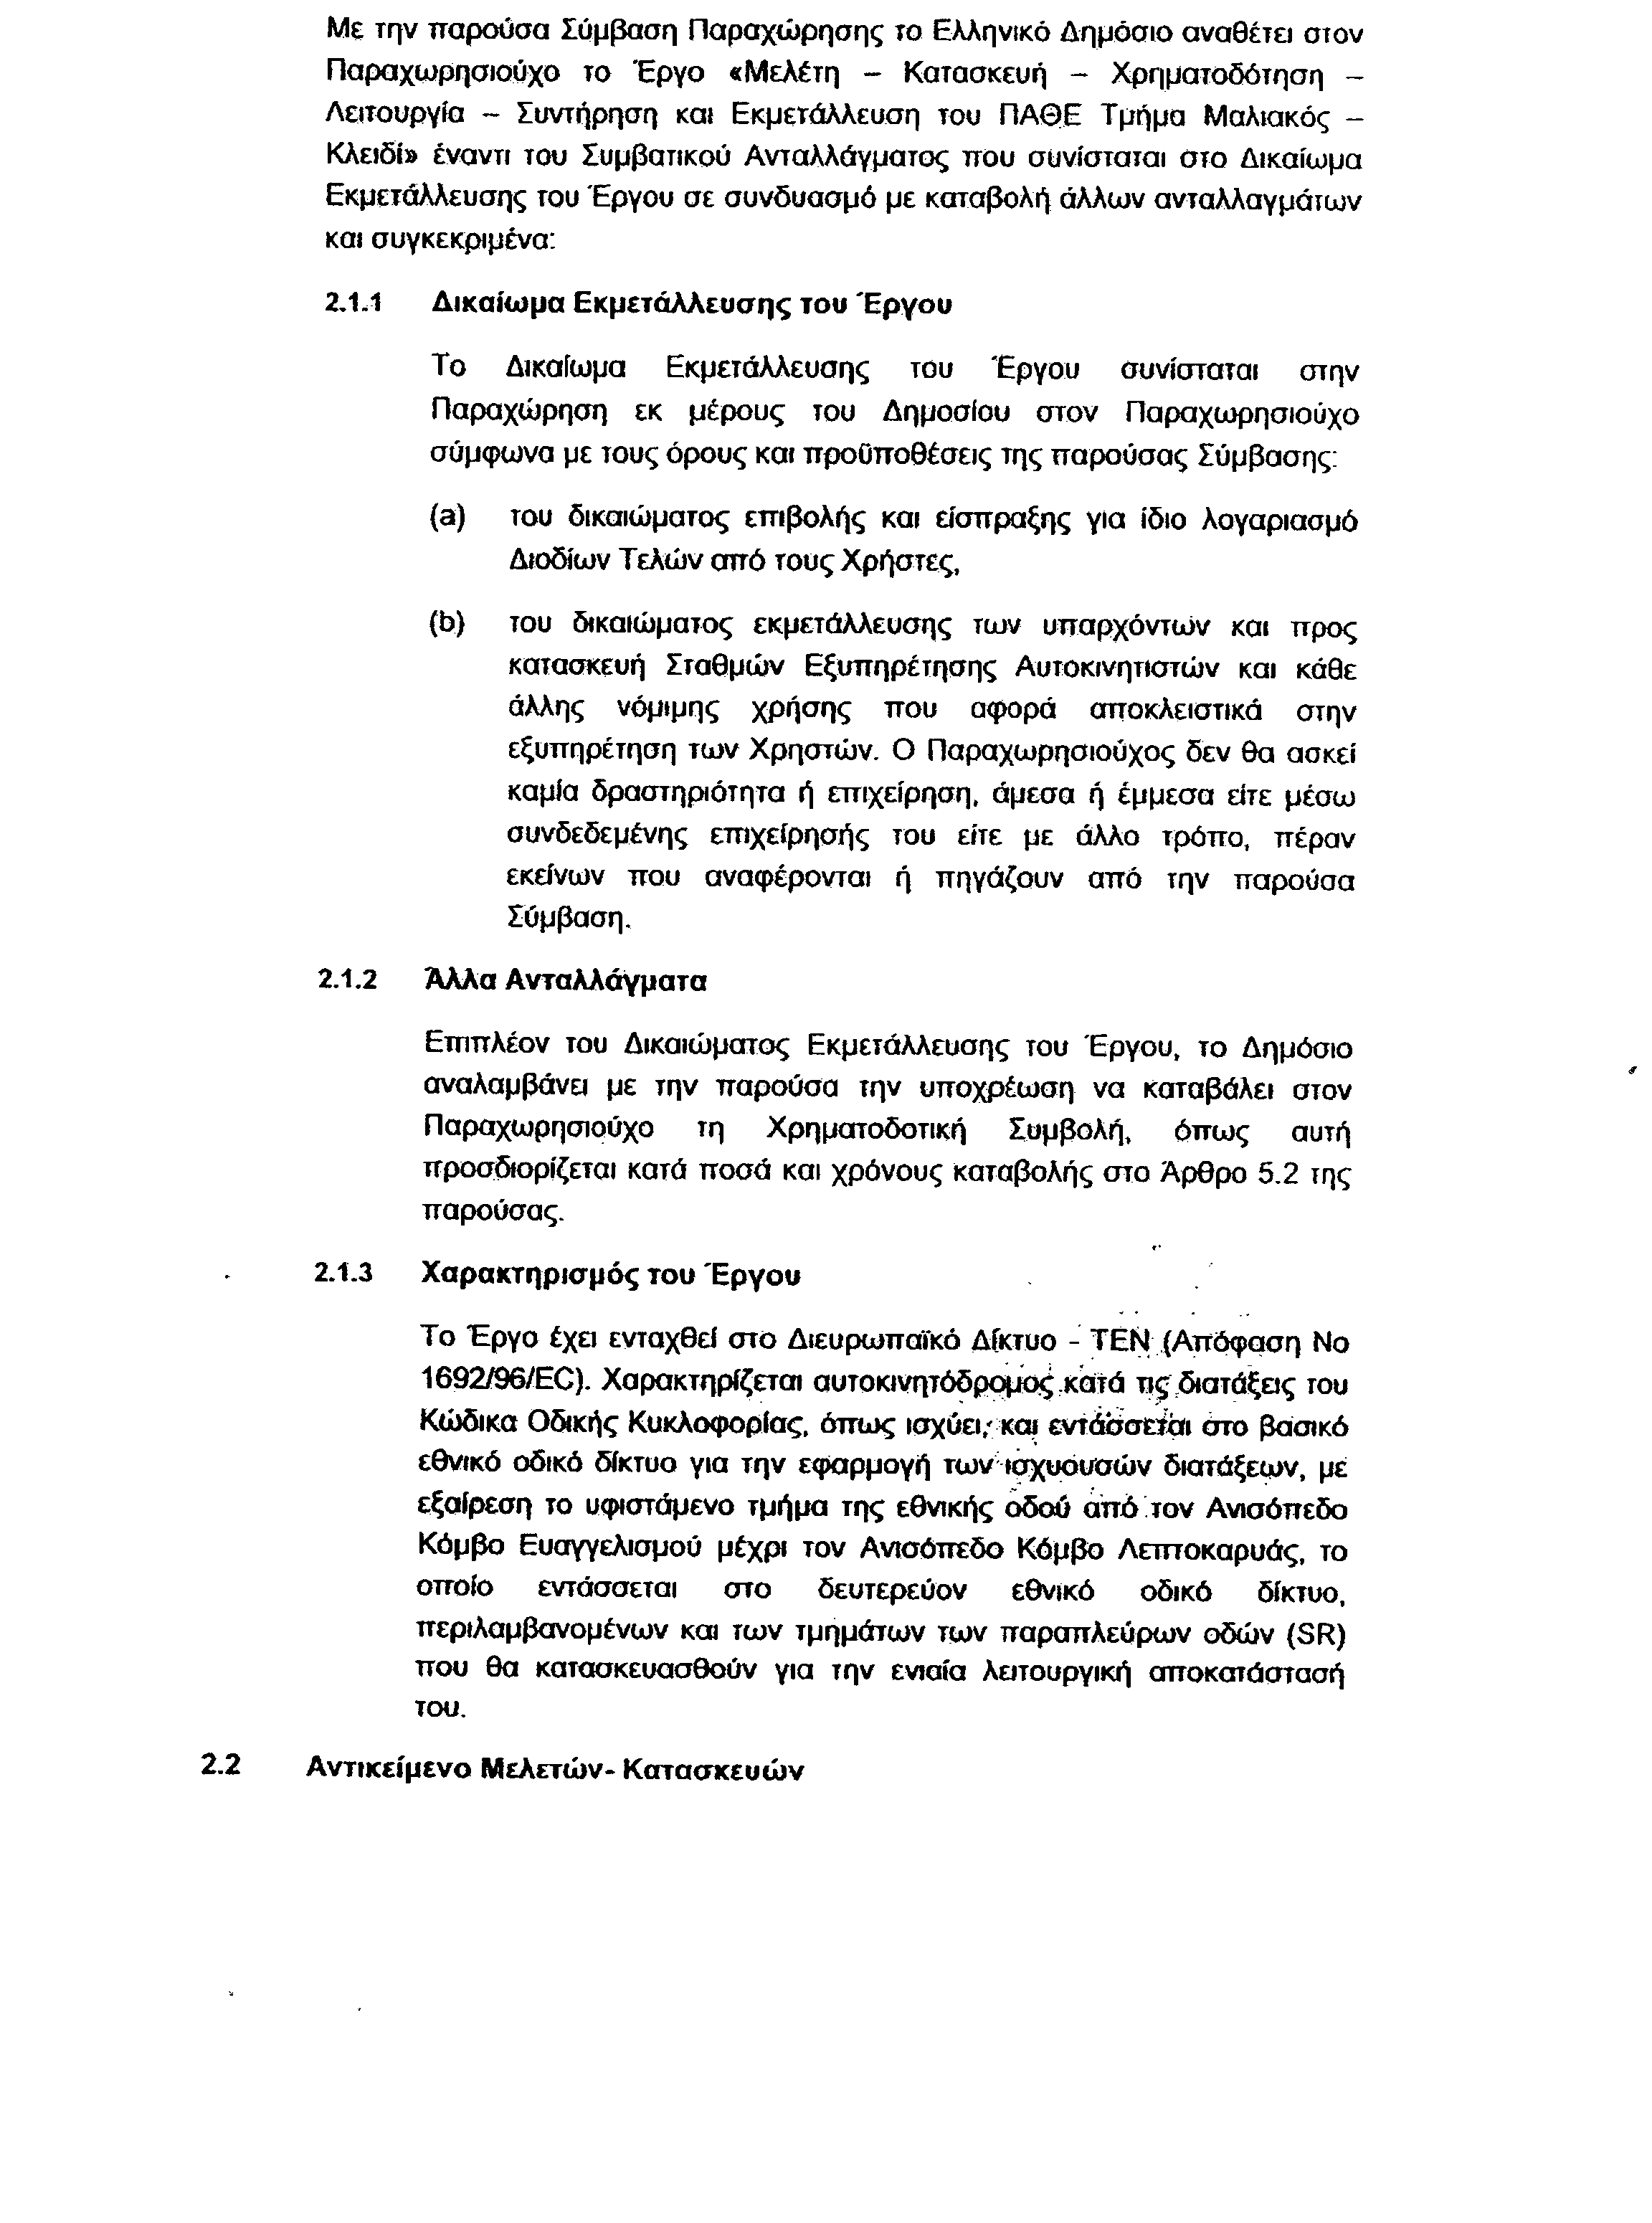 Με την παρούσα Σύμβαση Παραχώρησης το Ελληνικό Δημόσιο αναθέτει στον
Παραχωρησιούχο το Έργο «Μελέτη – Κατασκευή – Χρηματοδότηση –
Λειτουργία – Συντήρηση και Εκμετάλλευση του ΠΑΘΕ Τμήμα Μαλιακός –
Κλειδί» έναντι του Συμβατικού Ανταλλάγματος που συνίσταται στο Δικαίωμα
Εκμετάλλευσης του Έργου σε συνδυασμό με καταβολή άλλων ανταλλαγμάτων
και συγκεκριμένα:
2.1.1 Δικαίωμα Εκμετάλλευσης του Έργου
Το Δικαίωμα Εκμετάλλευσης του Έργου συνίσταται στην
Παραχώρηση εκ μέρους του Δημοσίου στον Παραχωρησιούχο
σύμφωνα με τους όρους και προϋποθέσεις της παρούσας Σύμβασης:
(a) του δικαιώματος επιβολής και είσπραξης για ίδιο λογαριασμό
Διοδίων Τελών από τους Χρήστες,
(b) του δικαιώματος εκμετάλλευσης των υπαρχόντων και προς
κατασκευή Σταθμών Εξυπηρέτησης Αυτοκινητιστών και κάθε
άλλης νόμιμης χρήσης που αφορά αποκλειστικά στην
εξυπηρέτηση των Χρηστών. Ο Παραχωρησιούχος δεν θα ασκεί
καμία δραστηριότητα ή επιχείρηση, άμεσα ή έμμεσα είτε μέσω
συνδεδεμένης επιχείρησής του είτε με άλλο τρόπο, πέραν
εκείνων που αναφέρονται ή πηγάζουν από την παρούσα
Σύμβαση.
2.1.2 Άλλα Ανταλλάγματα
Επιπλέον του Δικαιώματος Εκμετάλλευσης του Έργου, το Δημόσιο
αναλαμβάνει με την παρούσα την υποχρέωση να καταβάλει στον
Παραχωρησιούχο τη Χρηματοδοτική Συμβολή, όπως αυτή
προσδιορίζεται κατά ποσά και χρόνους καταβολής στο Άρθρο 5.2 της
παρούσας.
2.1.3 Χαρακτηρισμός του Έργου
Το Έργο έχει ενταχθεί στο Διευρωπαϊκό Δίκτυο - TEN (Απόφαση No
1692/96/EC). Χαρακτηρίζεται αυτοκινητόδρομος κατά τις διατάξεις του
Κώδικα Οδικής Κυκλοφορίας, όπως ισχύει, και εντάσσεται στο βασικό
εθνικό οδικό δίκτυο για την εφαρμογή των ισχυουσών διατάξεων, με
εξαίρεση το υφιστάμενο τμήμα της εθνικής οδού από τον Ανισόπεδο
Κόμβο Ευαγγελισμού μέχρι τον Ανισόπεδο Κόμβο Λεπτοκαρυάς, το
οποίο εντάσσεται στο δευτερεύον εθνικό οδικό δίκτυο,
περιλαμβανομένων και των τμημάτων των παραπλεύρων οδών (SR)
που θα κατασκευασθούν για την ενιαία λειτουργική αποκατάστασή
του.
2.2 Αντικείμενο Μελετών- Κατασκευών